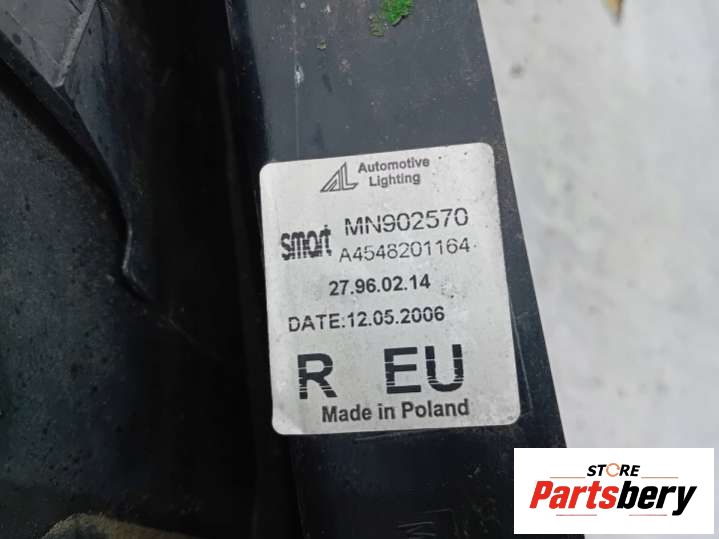 Automotive
Lighting
smart MN902570
A4548201164
27.96.02.14
DATE:12.05.2006
R EU
Made in Poland
STORE
Partsbery